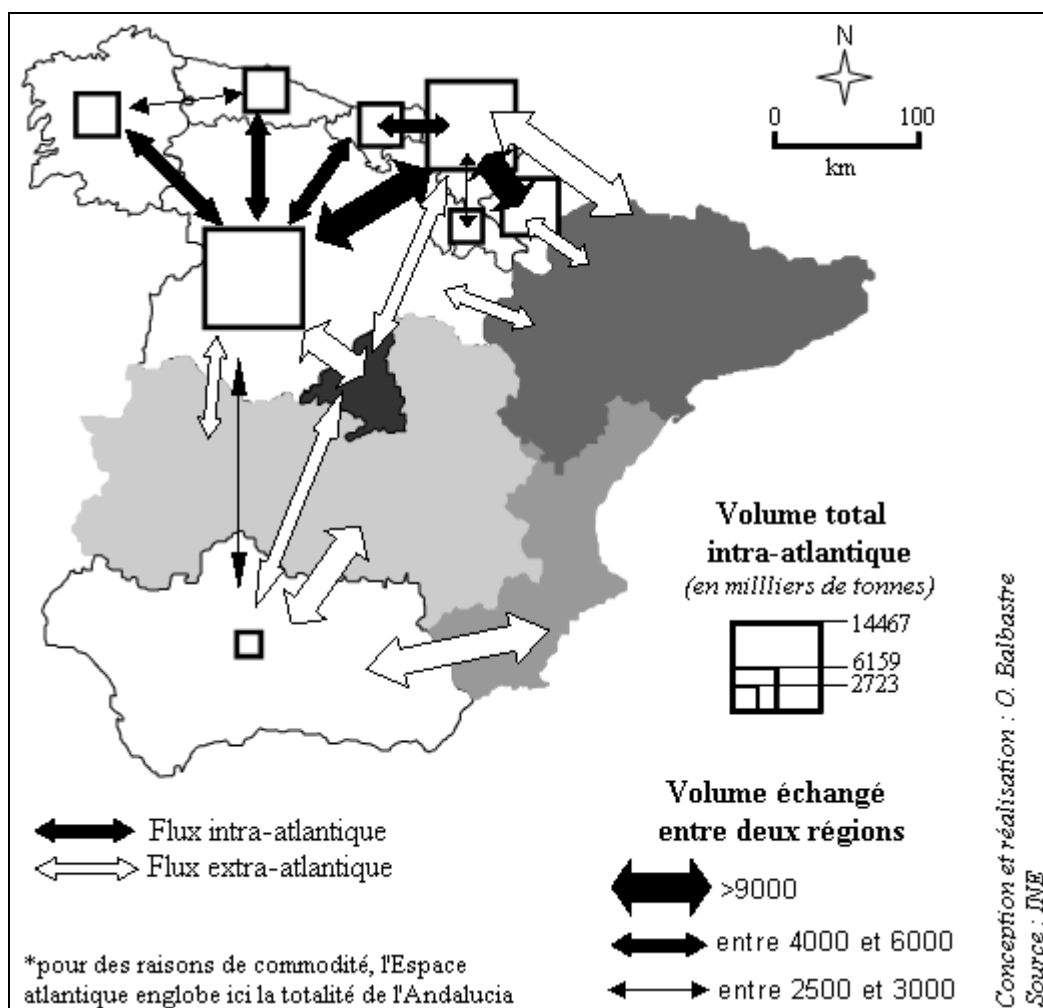 N
0 100
km
Volume total
intra-atlantique
(en millliers de tonnes)
14467
6159
2723
Volume échangé
entre deux régions
>9000
entre 4000 et 6000
entre 2500 et 3000
Flux intra-atlantique
Flux extra-atlantique
*pour des raisons de commodité, l'Espace
atlantique englobe ici la totalité de l'Andalucia
Conception et réalisation : O. Balbastre
Source : INE